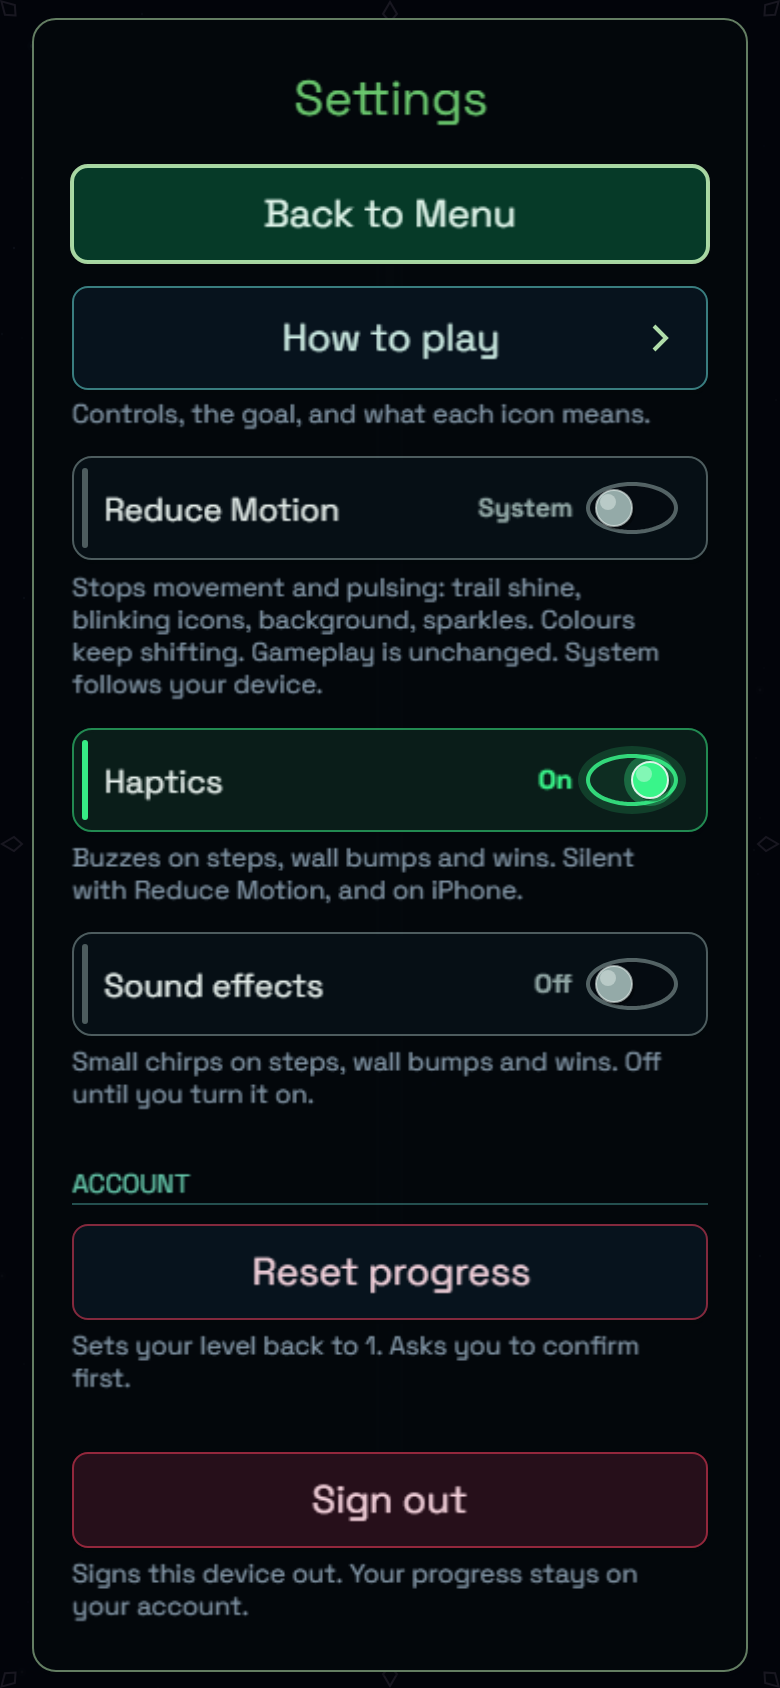 Settings
Back to Menu
How to play
Controls, the goal, and what each icon means.
Reduce Motion System
Stops movement and pulsing: trail shine,
blinking icons, background, sparkles. Colours
keep shifting. Gameplay is unchanged. System
follows your device.
Haptics On
Buzzes on steps, wall bumps and wins. Silent
with Reduce Motion, and on iPhone.
Sound effects Off
Small chirps on steps, wall bumps and wins. Off
until you turn it on.
ACCOUNT
Reset progress
Sets your level back to 1. Asks you to confirm
first.
Sign out
Signs this device out. Your progress stays on
your account.